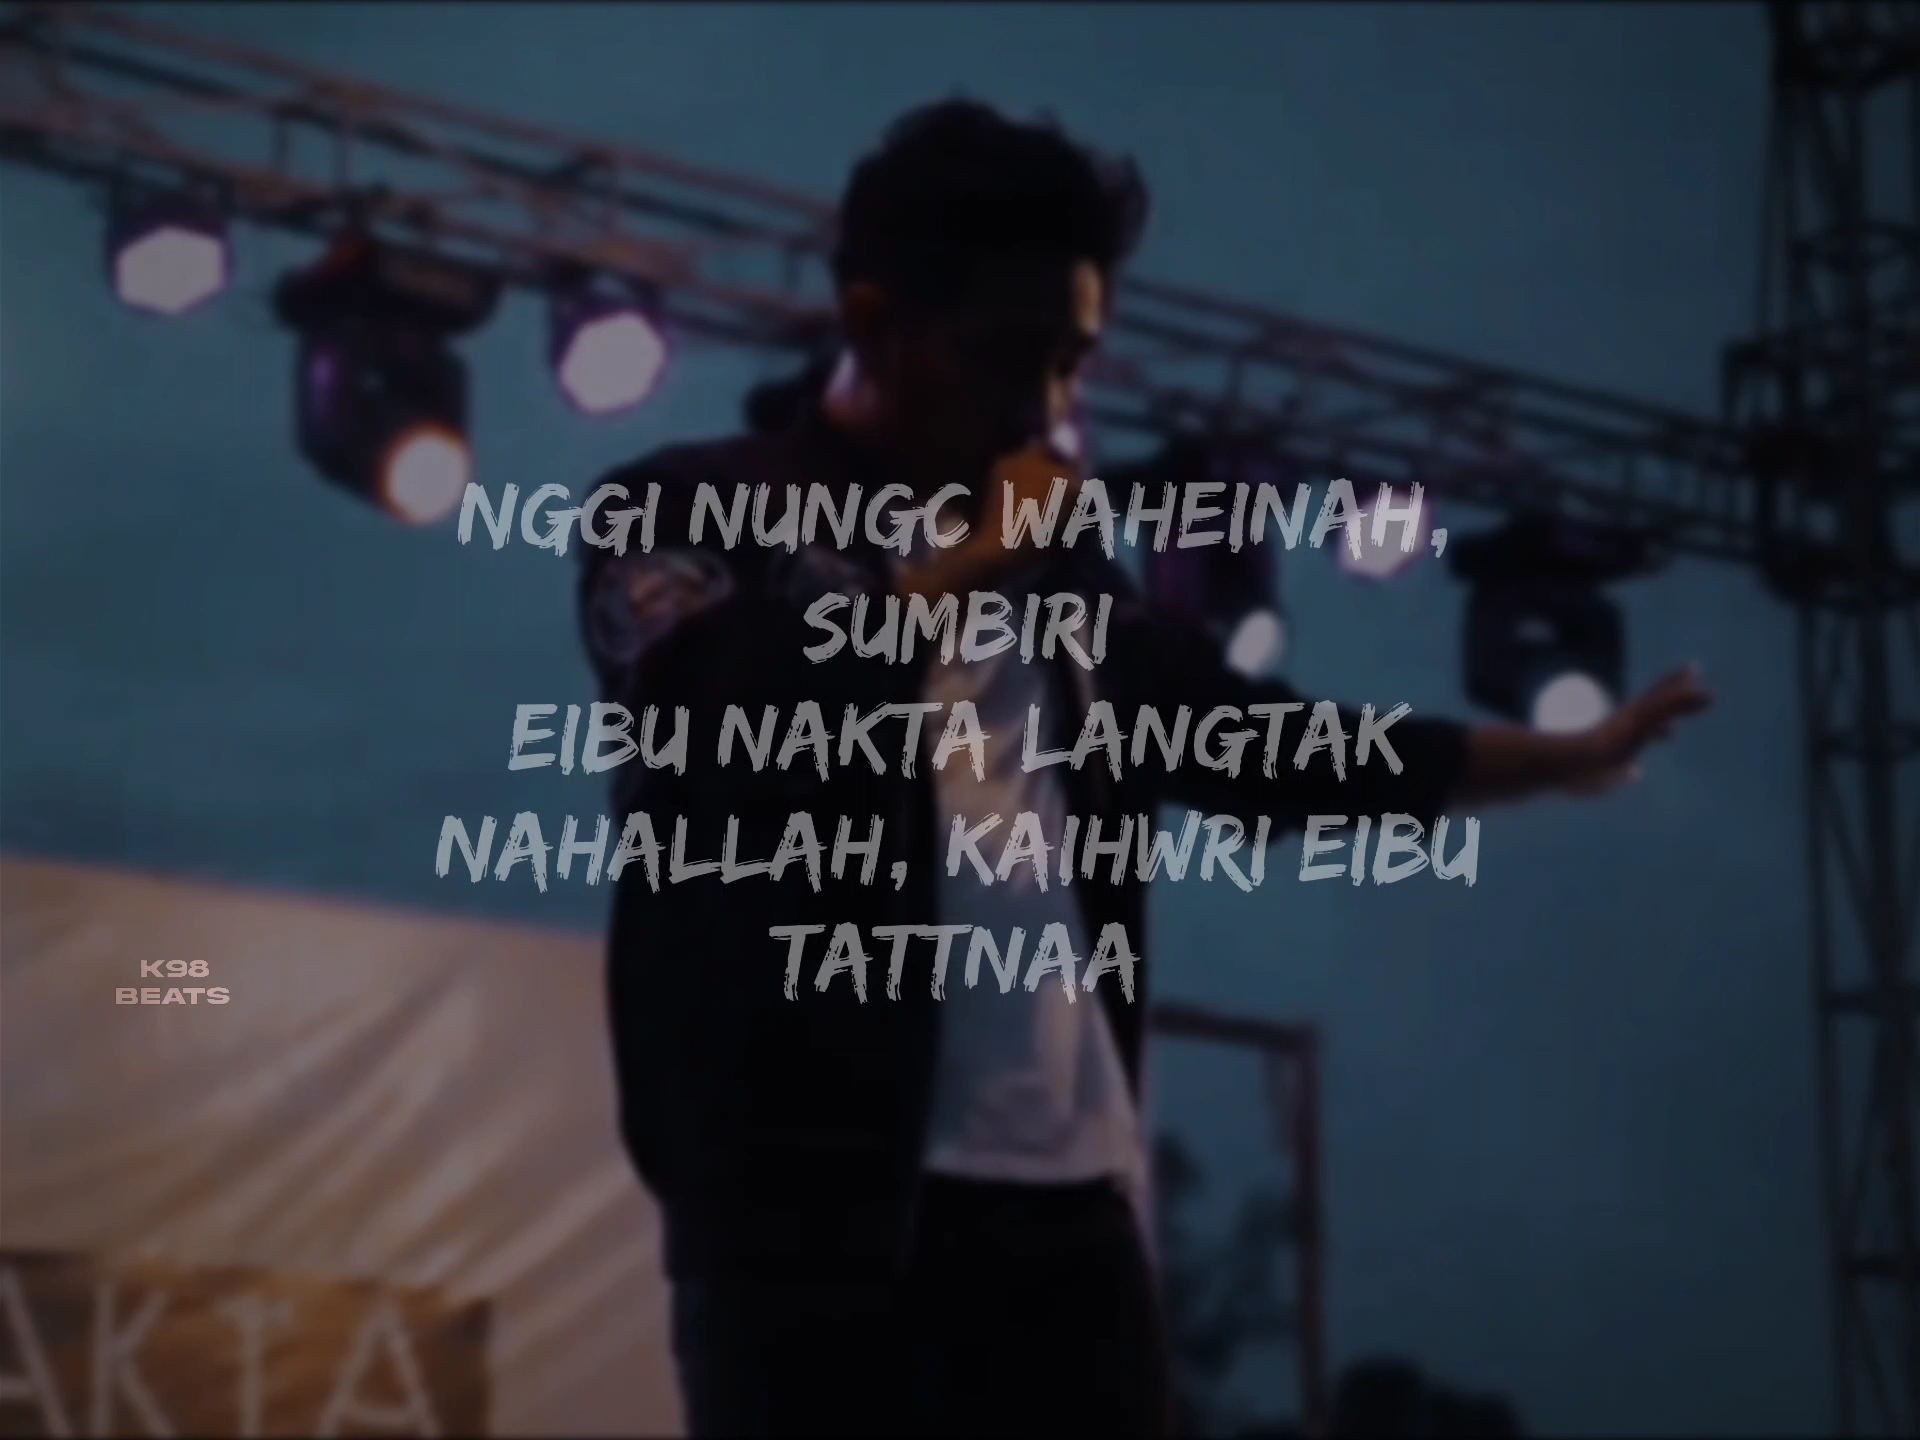 NGGI NUNGC WAHEINAH,
SUMBIRI
EIBU NAKTA LANGTAK
NAHALLAH, KAIHWRI EIBU
TATTNAA
K98
BEATS
AKTA